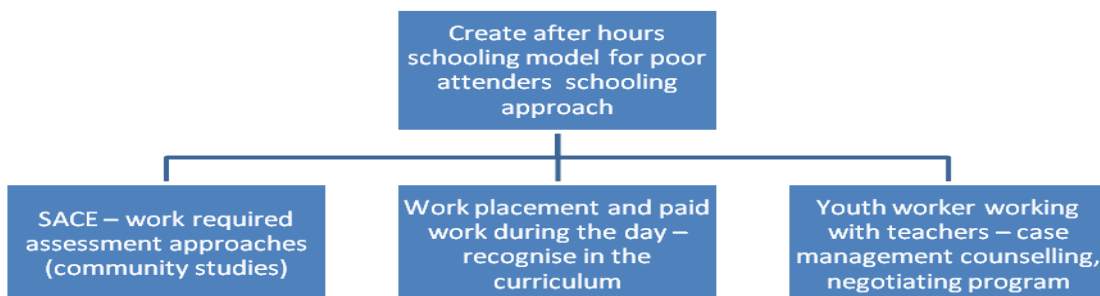 Create after hours
schooling model for poor
attenders schooling
approach
SACE – work required
assessment approaches
(community studies)
Work placement and paid
work during the day –
recognise in the
curriculum
Youth worker working
with teachers – case
management counselling,
negotiating program